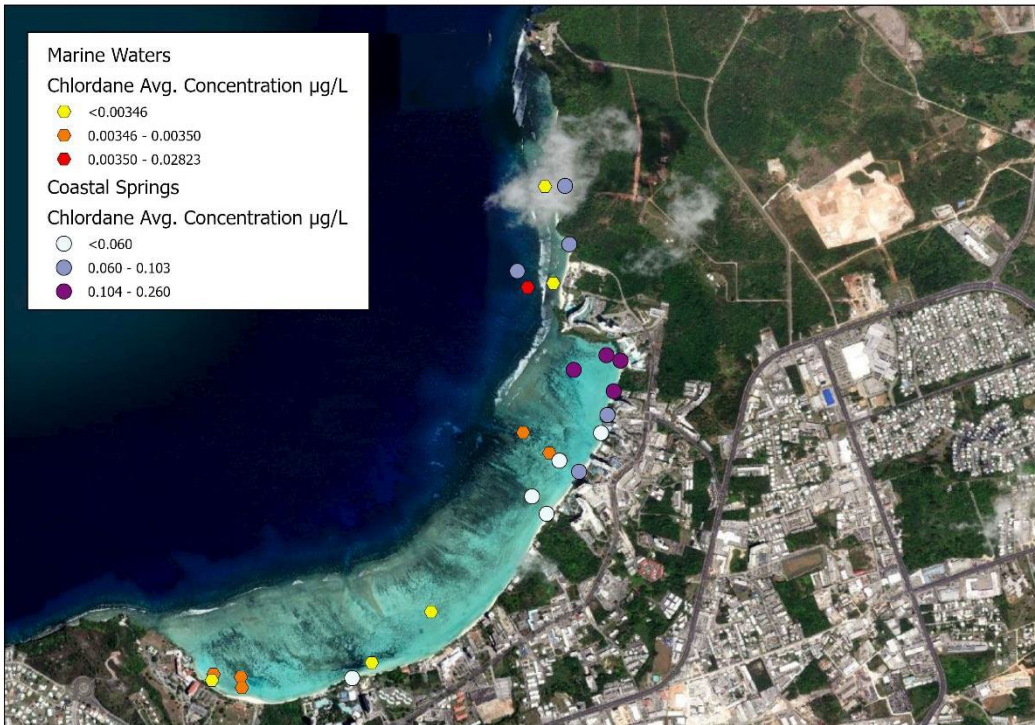 Marine Waters
Chlordane Avg. Concentration µg/L
<0.00346
0.00346 - 0.00350
0.00350 - 0.02823
Coastal Springs
Chlordane Avg. Concentration µg/L
<0.060
0.060 - 0.103
0.104 - 0.260